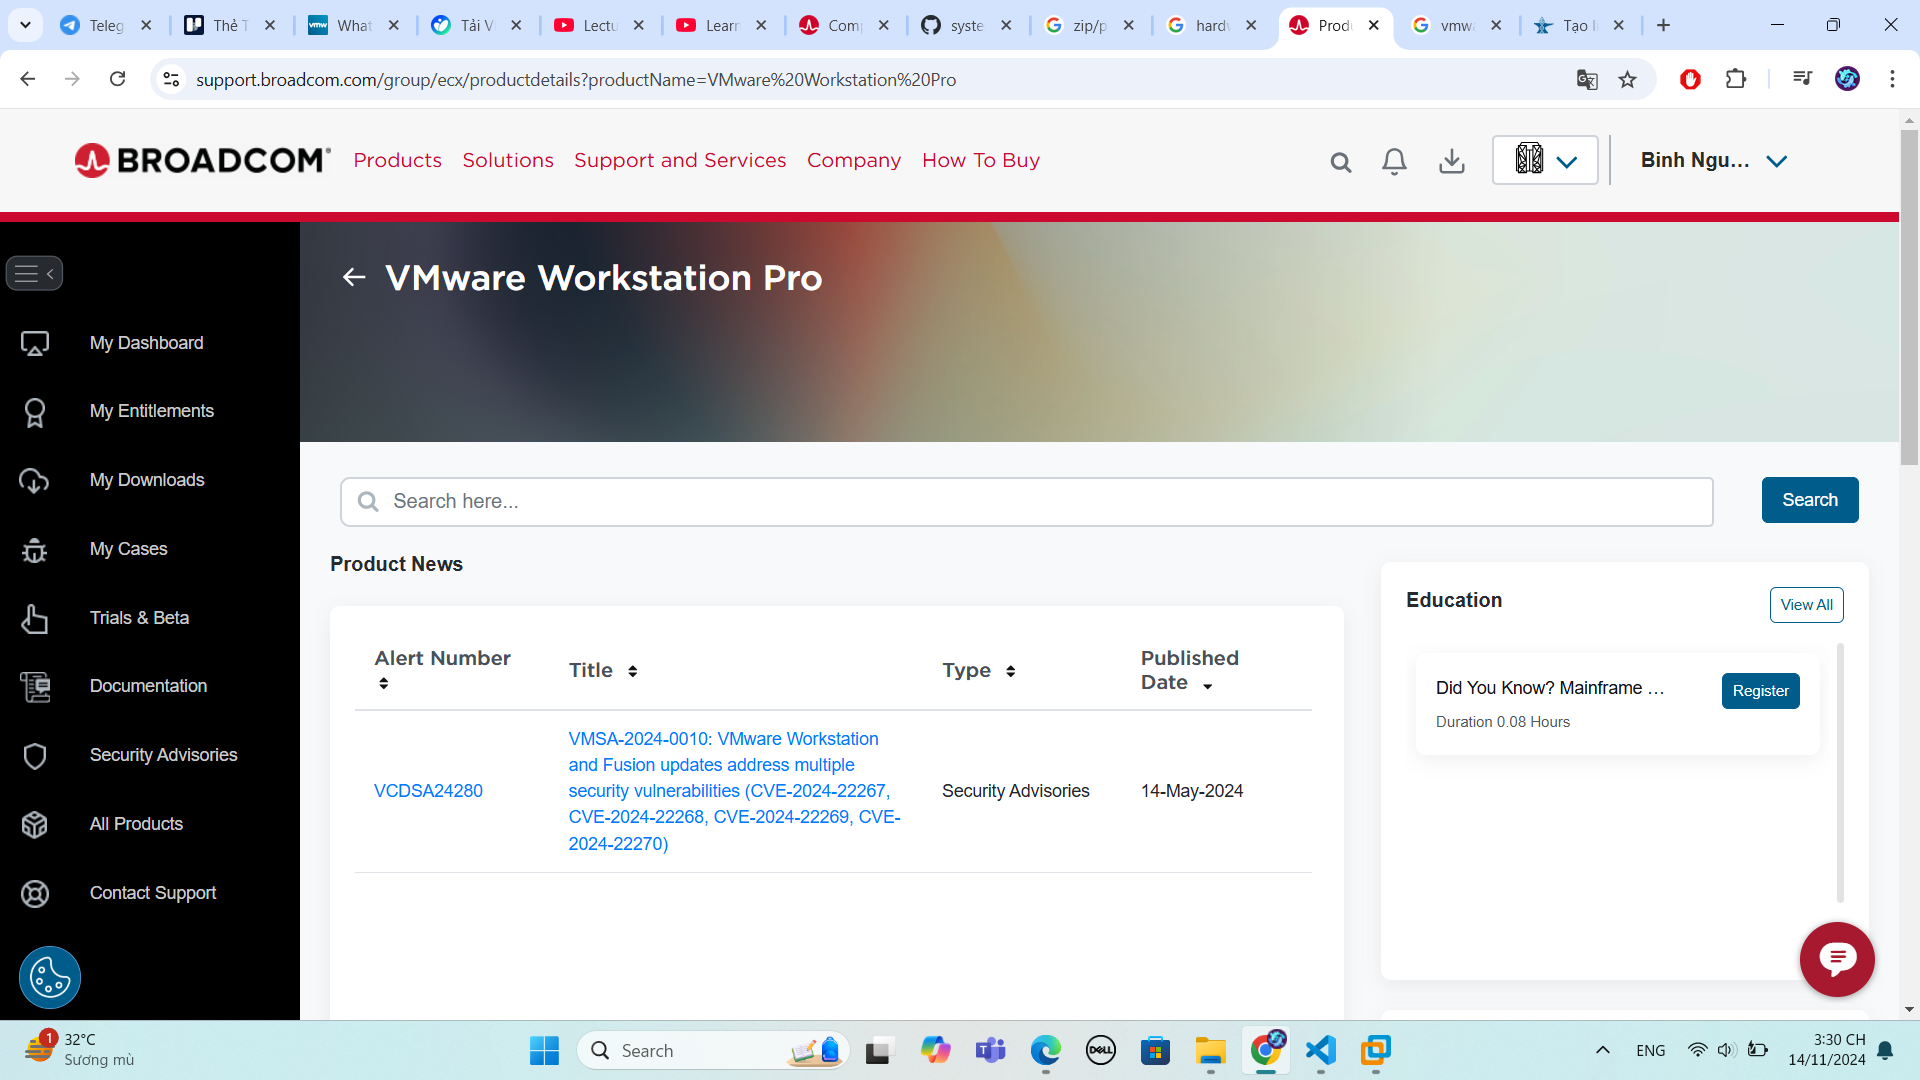 Teleg
Thẻ T
What
Tải V
Lectu
Learn
Com
syste
zip/p
hard
Prod
vmwa
Tạo l
support.broadcom.com/group/ecx/productdetails?productName=VMware%20Workstation%20Pro
BROADCOM
Products
Solutions
Support and Services
Company
How To Buy
Binh Ngu...
VMware Workstation Pro
My Dashboard
My Entitlements
My Downloads
My Cases
Trials & Beta
Documentation
Security Advisories
All Products
Contact Support
Search here...
Search
Product News
Alert Number
Title
Type
Published
Date
VCDSA24280
VMSA-2024-0010: VMware Workstation
and Fusion updates address multiple
security vulnerabilities (CVE-2024-22267,
CVE-2024-22268, CVE-2024-22269, CVE-
2024-22270)
Security Advisories
14-May-2024
Education
View All
Did You Know? Mainframe ...
Register
Duration 0.08 Hours
1
32°C
Sương mù
Search
DELL
ENG
3:30 CH
14/11/2024